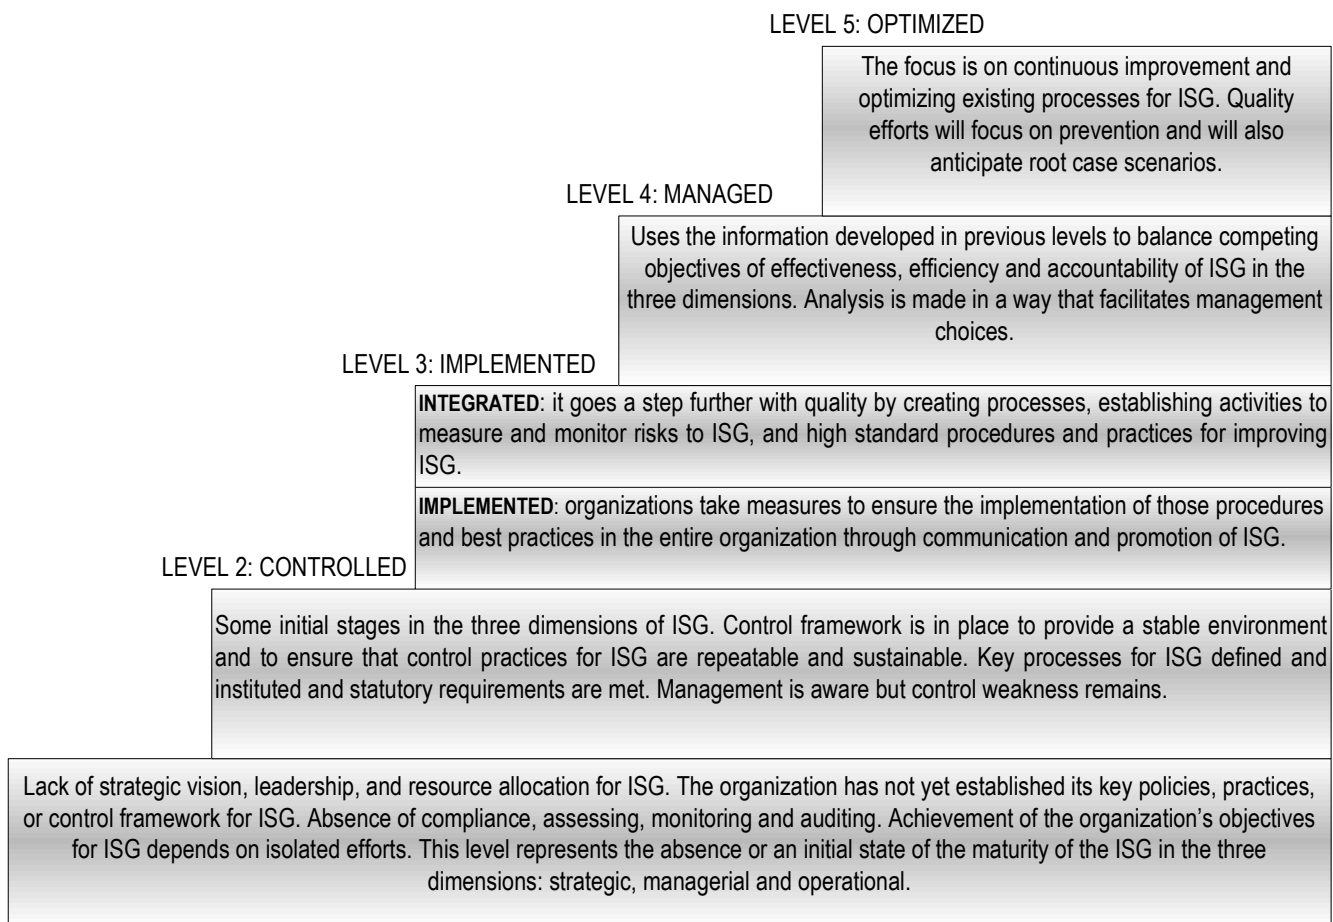 LEVEL 5: OPTIMIZED
The focus is on continuous improvement and
optimizing existing processes for ISG. Quality
efforts will focus on prevention and will also
anticipate root case scenarios.
LEVEL 4: MANAGED
Uses the information developed in previous levels to balance competing
objectives of effectiveness, efficiency and accountability of ISG in the
three dimensions. Analysis is made in a way that facilitates management
choices.
LEVEL 3: IMPLEMENTED
INTEGRATED: it goes a step further with quality by creating processes, establishing activities to
measure and monitor risks to ISG, and high standard procedures and practices for improving
ISG.
IMPLEMENTED: organizations take measures to ensure the implementation of those procedures
and best practices in the entire organization through communication and promotion of ISG.
LEVEL 2: CONTROLLED
Some initial stages in the three dimensions of ISG. Control framework is in place to provide a stable environment
and to ensure that control practices for ISG are repeatable and sustainable. Key processes for ISG defined and
instituted and statutory requirements are met. Management is aware but control weakness remains.
Lack of strategic vision, leadership, and resource allocation for ISG. The organization has not yet established its key policies, practices,
or control framework for ISG. Absence of compliance, assessing, monitoring and auditing. Achievement of the organization's objectives
for ISG depends on isolated efforts. This level represents the absence or an initial state of the maturity of the ISG in the three
dimensions: strategic, managerial and operational.